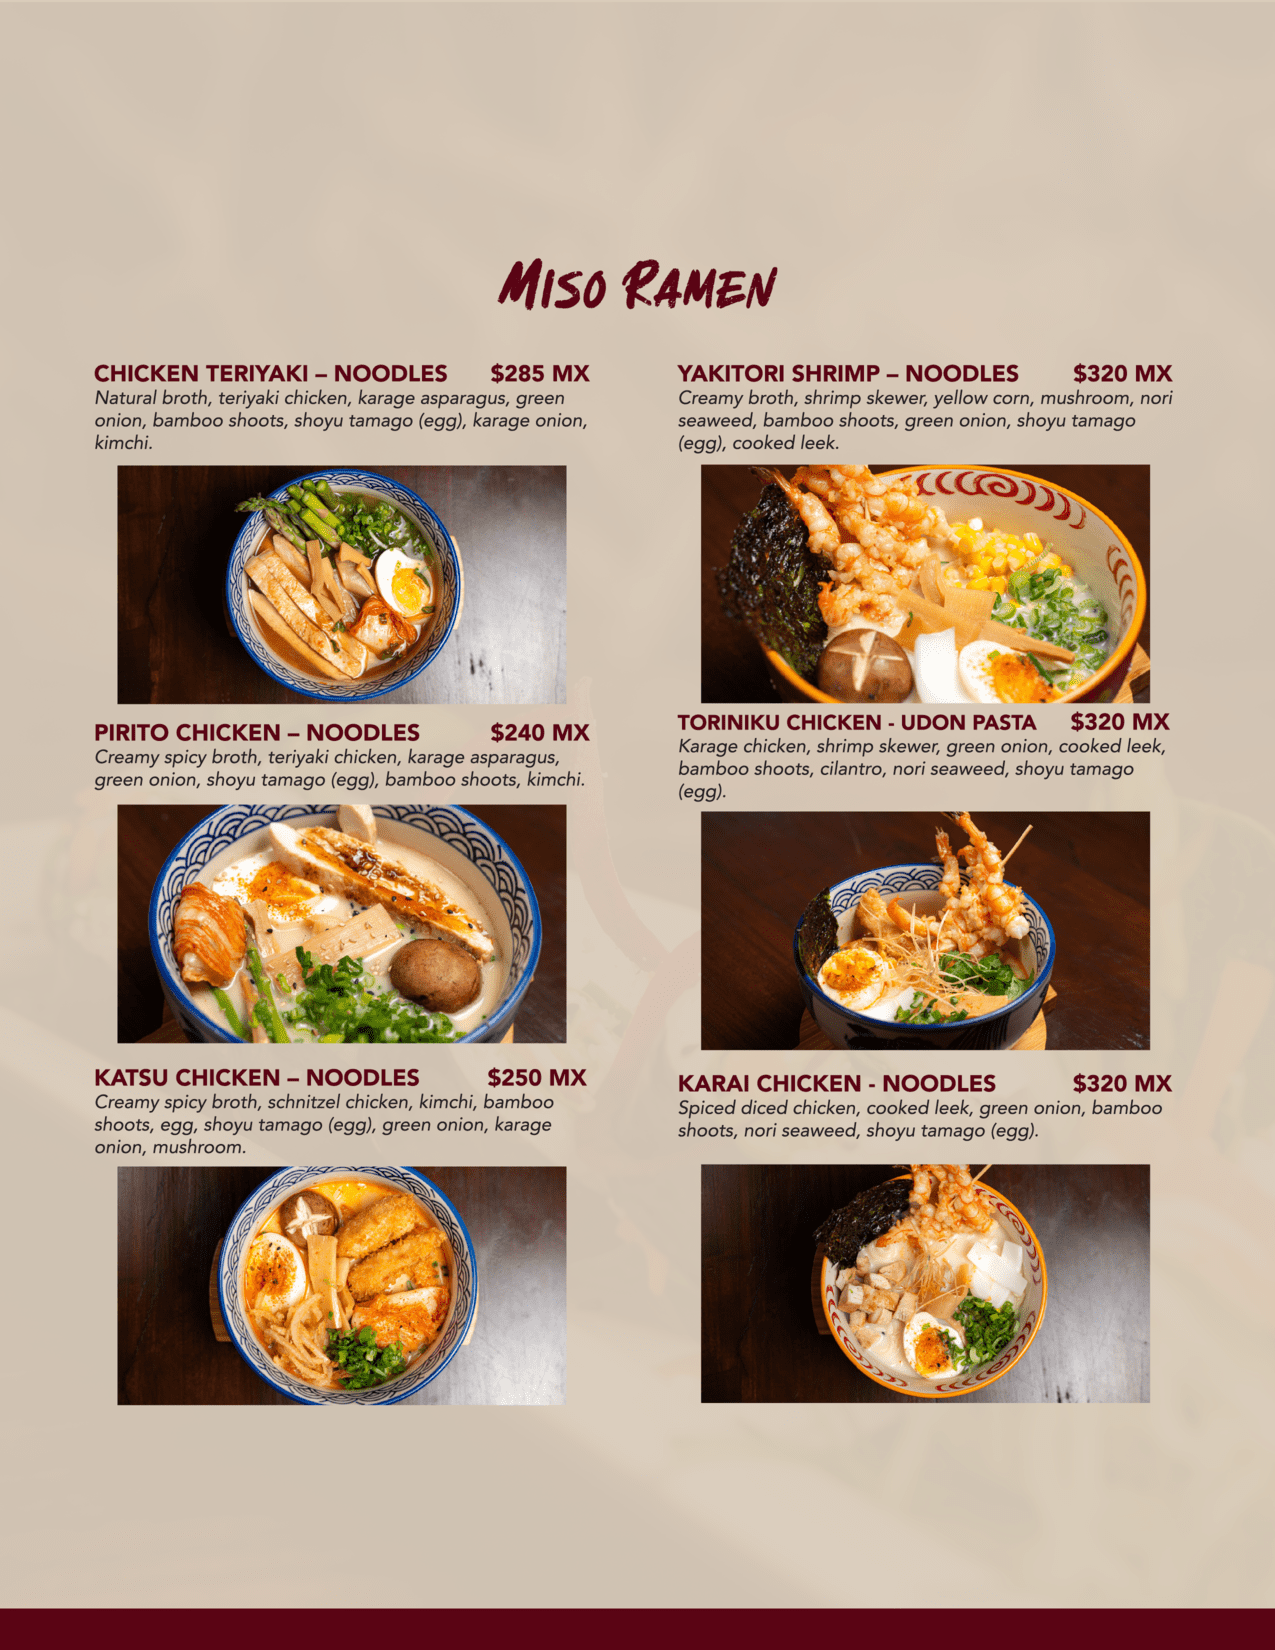 Miso Ramen
CHICKEN TERIYAKI – NOODLES $285 MX
Natural broth, teriyaki chicken, karage asparagus, green
onion, bamboo shoots, shoyu tamago (egg), karage onion,
kimchi.
PIRITO CHICKEN – NOODLES $240 MX
Creamy spicy broth, teriyaki chicken, karage asparagus,
green onion, shoyu tamago (egg), bamboo shoots, kimchi.
KATSU CHICKEN – NOODLES $250 MX
Creamy spicy broth, schnitzel chicken, kimchi, bamboo
shoots, egg, shoyu tamago (egg), green onion, karage
onion, mushroom.
YAKITORI SHRIMP – NOODLES $320 MX
Creamy broth, shrimp skewer, yellow corn, mushroom, nori
seaweed, bamboo shoots, green onion, shoyu tamago
(egg), cooked leek.
TORINIKU CHICKEN - UDON PASTA $320 MX
Karage chicken, shrimp skewer, green onion, cooked leek,
bamboo shoots, cilantro, nori seaweed, shoyu tamago
(egg).
KARAI CHICKEN - NOODLES $320 MX
Spiced diced chicken, cooked leek, green onion, bamboo
shoots, nori seaweed, shoyu tamago (egg).